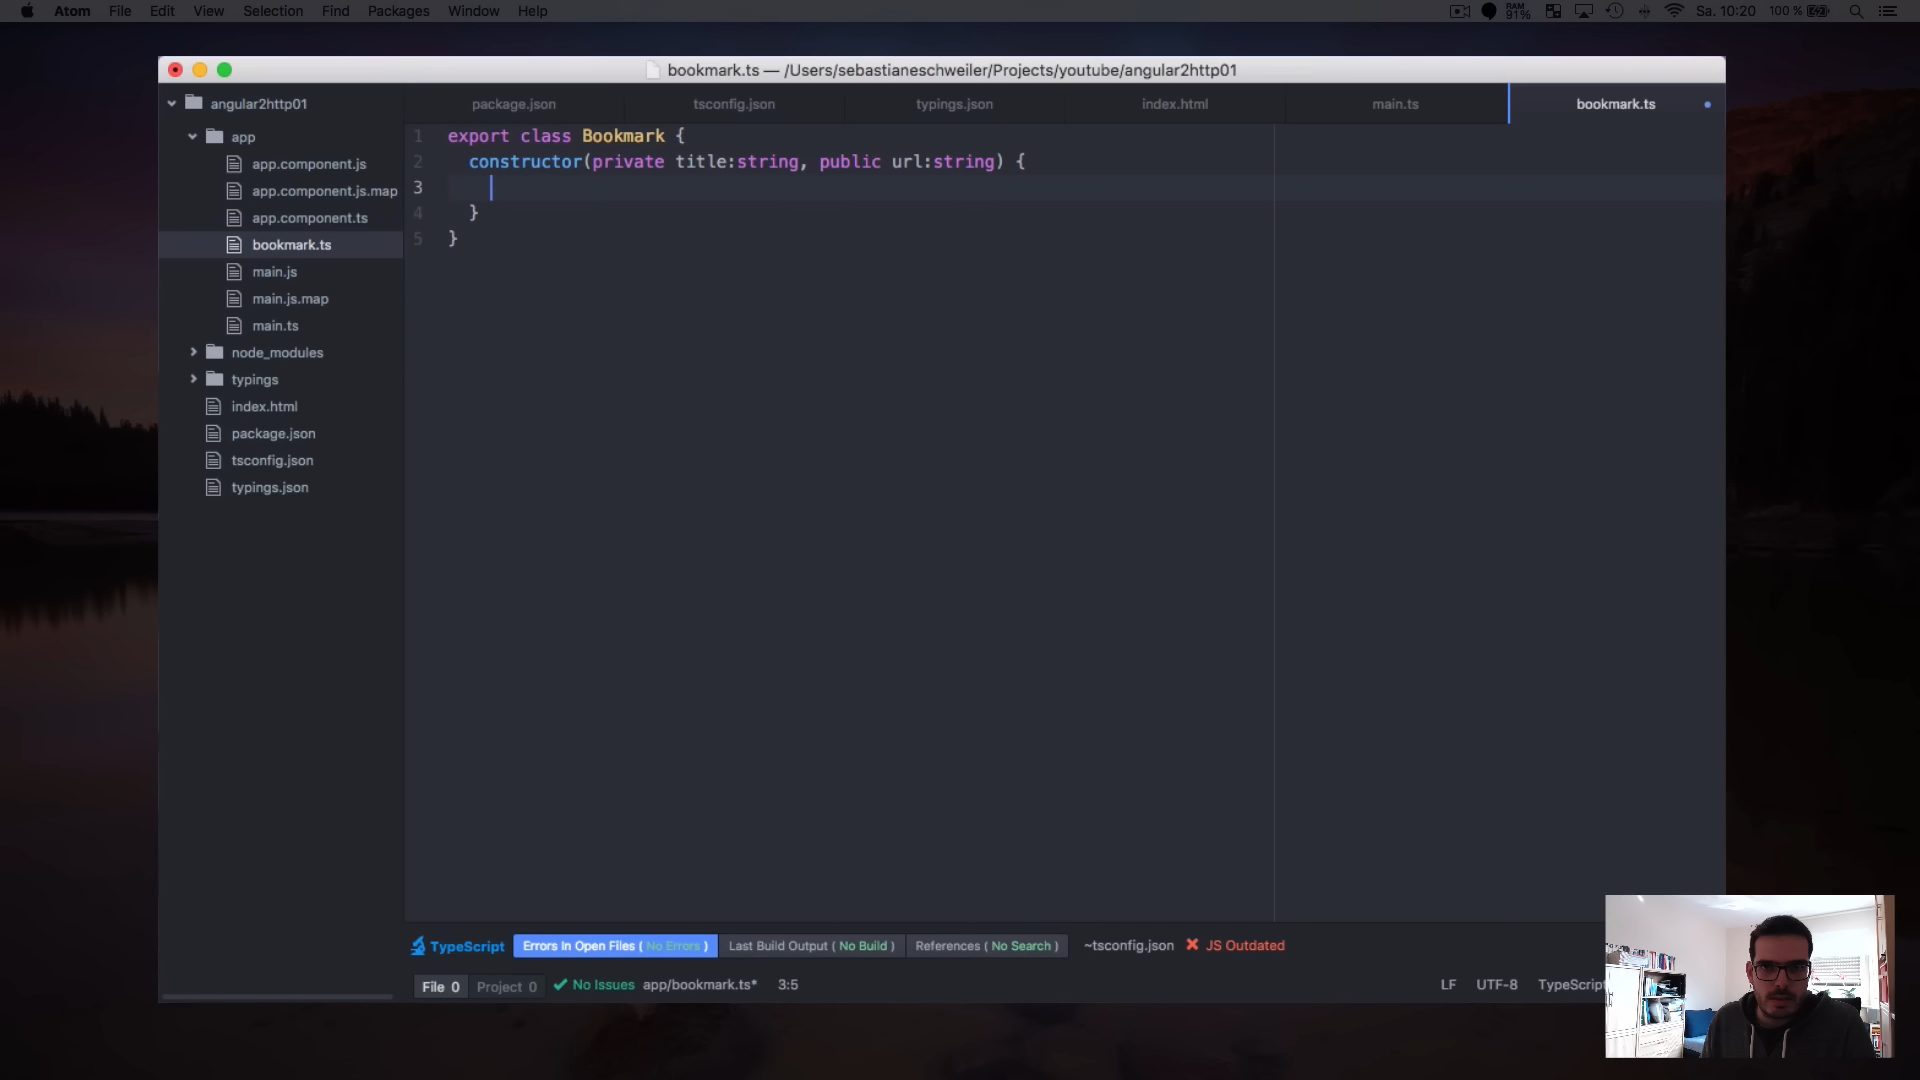 Atom File Edit View Selection Find Packages Window Help
RAM 91% Sa. 10:20 100 %
bookmark.ts — /Users/sebastianeschweiler/Projects/youtube/angular2http01
angular2http01
app
app.component.js
app.component.js.map
app.component.ts
bookmark.ts
main.js
main.js.map
main.ts
node_modules
typings
index.html
package.json
tsconfig.json
typings.json
package.json tsconfig.json typings.json index.html main.ts bookmark.ts
1 export class Bookmark {
2 constructor(private title:string, public url:string) {
3
4 }
5 }
TypeScript Errors In Open Files ( No Errors ) Last Build Output ( No Build ) References ( No Search ) ~tsconfig.json JS Outdated
File 0 Project 0 No Issues app/bookmark.ts* 3:5 LF UTF-8 TypeScript